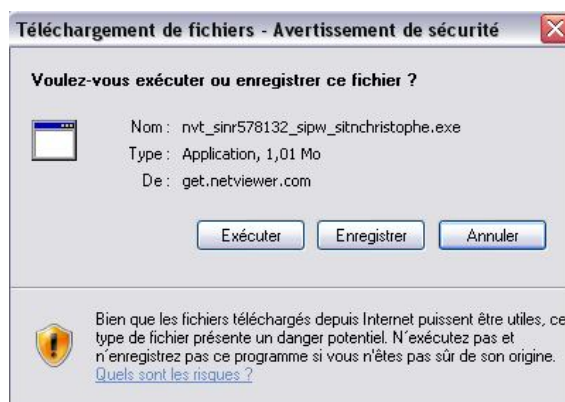 Téléchargement de fichiers - Avertissement de sécurité
Voulez-vous exécuter ou enregistrer ce fichier ?
Nom : nvt_sinr578132_sipw_sitnchristophe.exe
Type : Application, 1,01 Mo
De : get.netviewer.com
Exécuter Enregistrer Annuler
Bien que les fichiers téléchargés depuis Internet puissent être utiles, ce
type de fichier présente un danger potentiel. N'exécutez pas et
n'enregistrez pas ce programme si vous n'êtes pas sûr de son origine.
Quels sont les risques ?